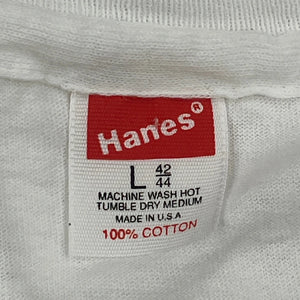 Hanes®
L 42/44
MACHINE WASH HOT
TUMBLE DRY MEDIUM
MADE IN U.S.A
100% COTTON